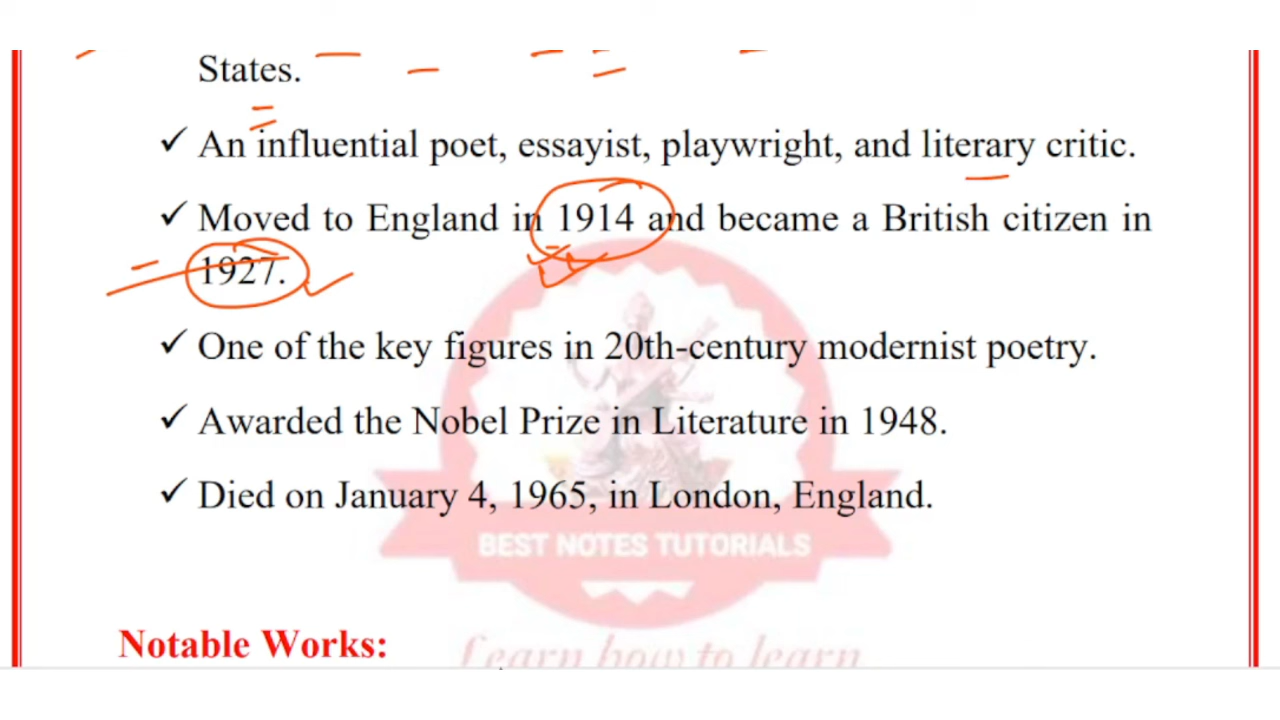 States.
✓ An influential poet, essayist, playwright, and literary critic.
✓ Moved to England in 1914 and became a British citizen in
1927.
✓ One of the key figures in 20th-century modernist poetry.
✓ Awarded the Nobel Prize in Literature in 1948.
✓ Died on January 4, 1965, in London, England.
BEST NOTES TUTORIALS
Notable Works:
Learn how to learn